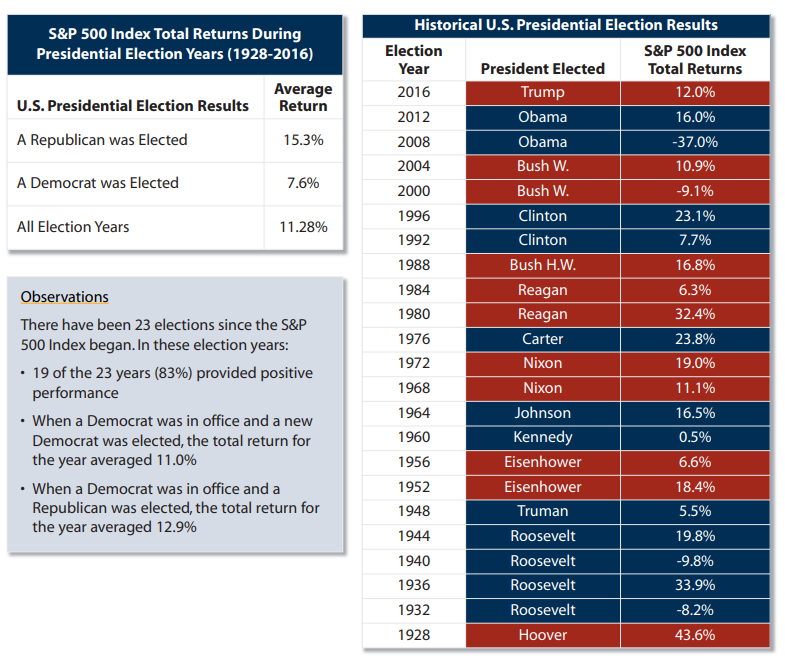 S&P 500 Index Total Returns During
Presidential Election Years (1928-2016)
U.S. Presidential Election Results Average Return
A Republican was Elected 15.3%
A Democrat was Elected 7.6%
All Election Years 11.28%
Observations
There have been 23 elections since the S&P
500 Index began. In these election years:
• 19 of the 23 years (83%) provided positive
performance
• When a Democrat was in office and a new
Democrat was elected, the total return for
the year averaged 11.0%
• When a Democrat was in office and a
Republican was elected, the total return for
the year averaged 12.9%
Historical U.S. Presidential Election Results
Election Year President Elected S&P 500 Index Total Returns
2016 Trump 12.0%
2012 Obama 16.0%
2008 Obama -37.0%
2004 Bush W. 10.9%
2000 Bush W. -9.1%
1996 Clinton 23.1%
1992 Clinton 7.7%
1988 Bush H.W. 16.8%
1984 Reagan 6.3%
1980 Reagan 32.4%
1976 Carter 23.8%
1972 Nixon 19.0%
1968 Nixon 11.1%
1964 Johnson 16.5%
1960 Kennedy 0.5%
1956 Eisenhower 6.6%
1952 Eisenhower 18.4%
1948 Truman 5.5%
1944 Roosevelt 19.8%
1940 Roosevelt -9.8%
1936 Roosevelt 33.9%
1932 Roosevelt -8.2%
1928 Hoover 43.6%